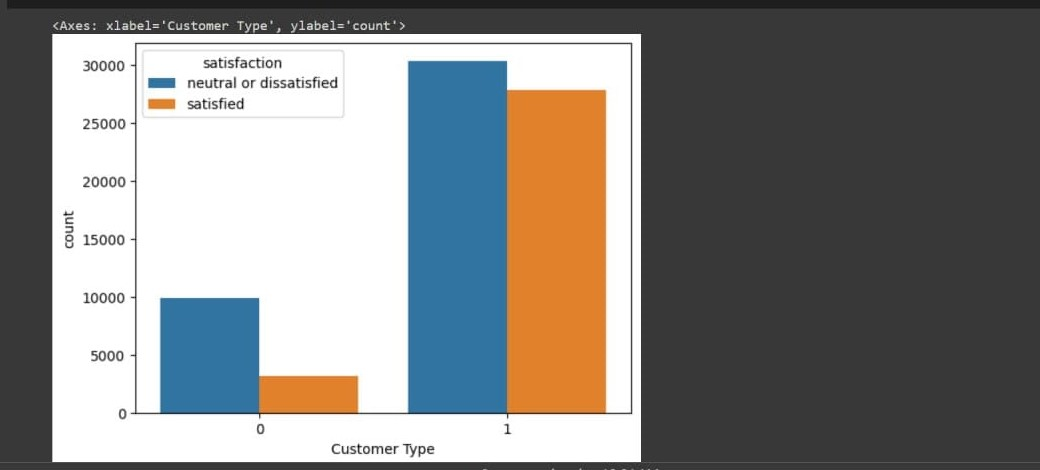 <Axes: xlabel='Customer Type', ylabel='count'>
satisfaction
neutral or dissatisfied
satisfied
30000
25000
20000
15000
10000
5000
0
count
0 1
Customer Type